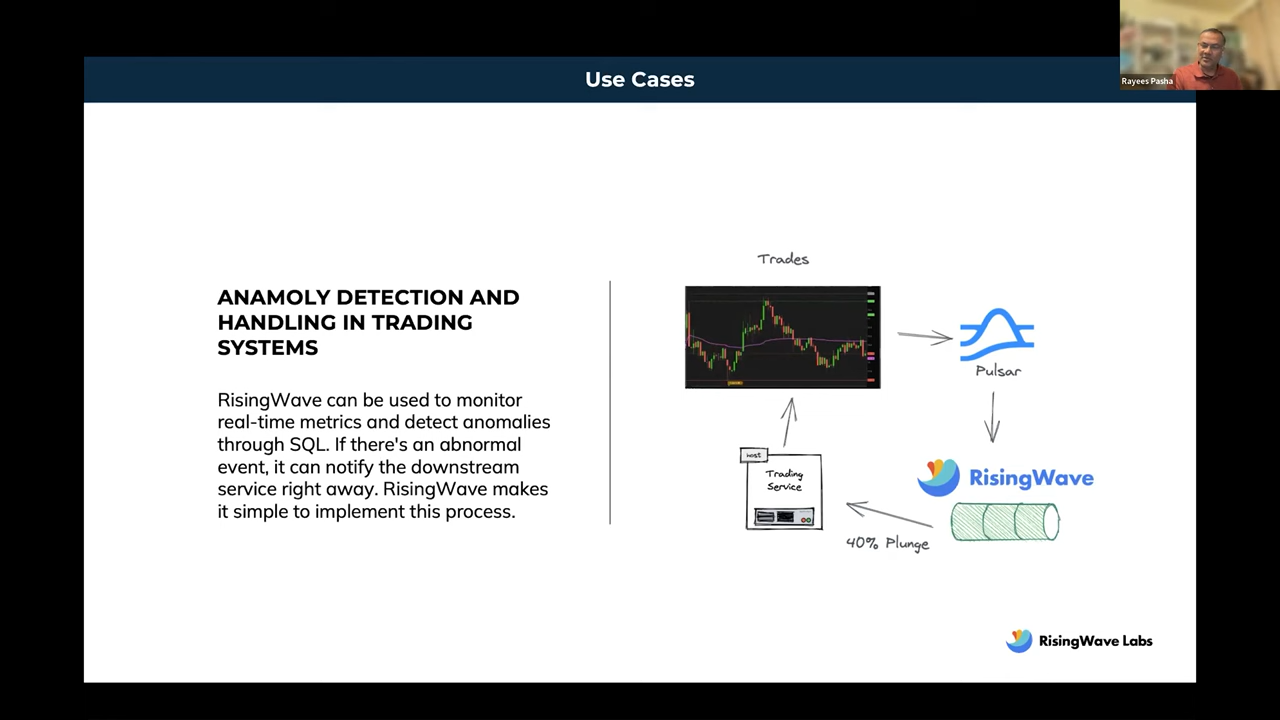 Use Cases
Rayees Pasha
ANAMOLY DETECTION AND
HANDLING IN TRADING
SYSTEMS
RisingWave can be used to monitor
real-time metrics and detect anomalies
through SQL. If there's an abnormal
event, it can notify the downstream
service right away. RisingWave makes
it simple to implement this process.
Trades
Pulsar
RisingWave
HOST
Trading
Service
40% Plunge
RisingWave Labs